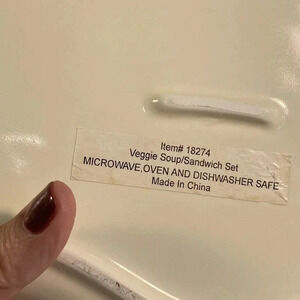 Item# 18274
Veggie Soup/Sandwich Set
MICROWAVE,OVEN AND DISHWASHER SAFE
Made In China